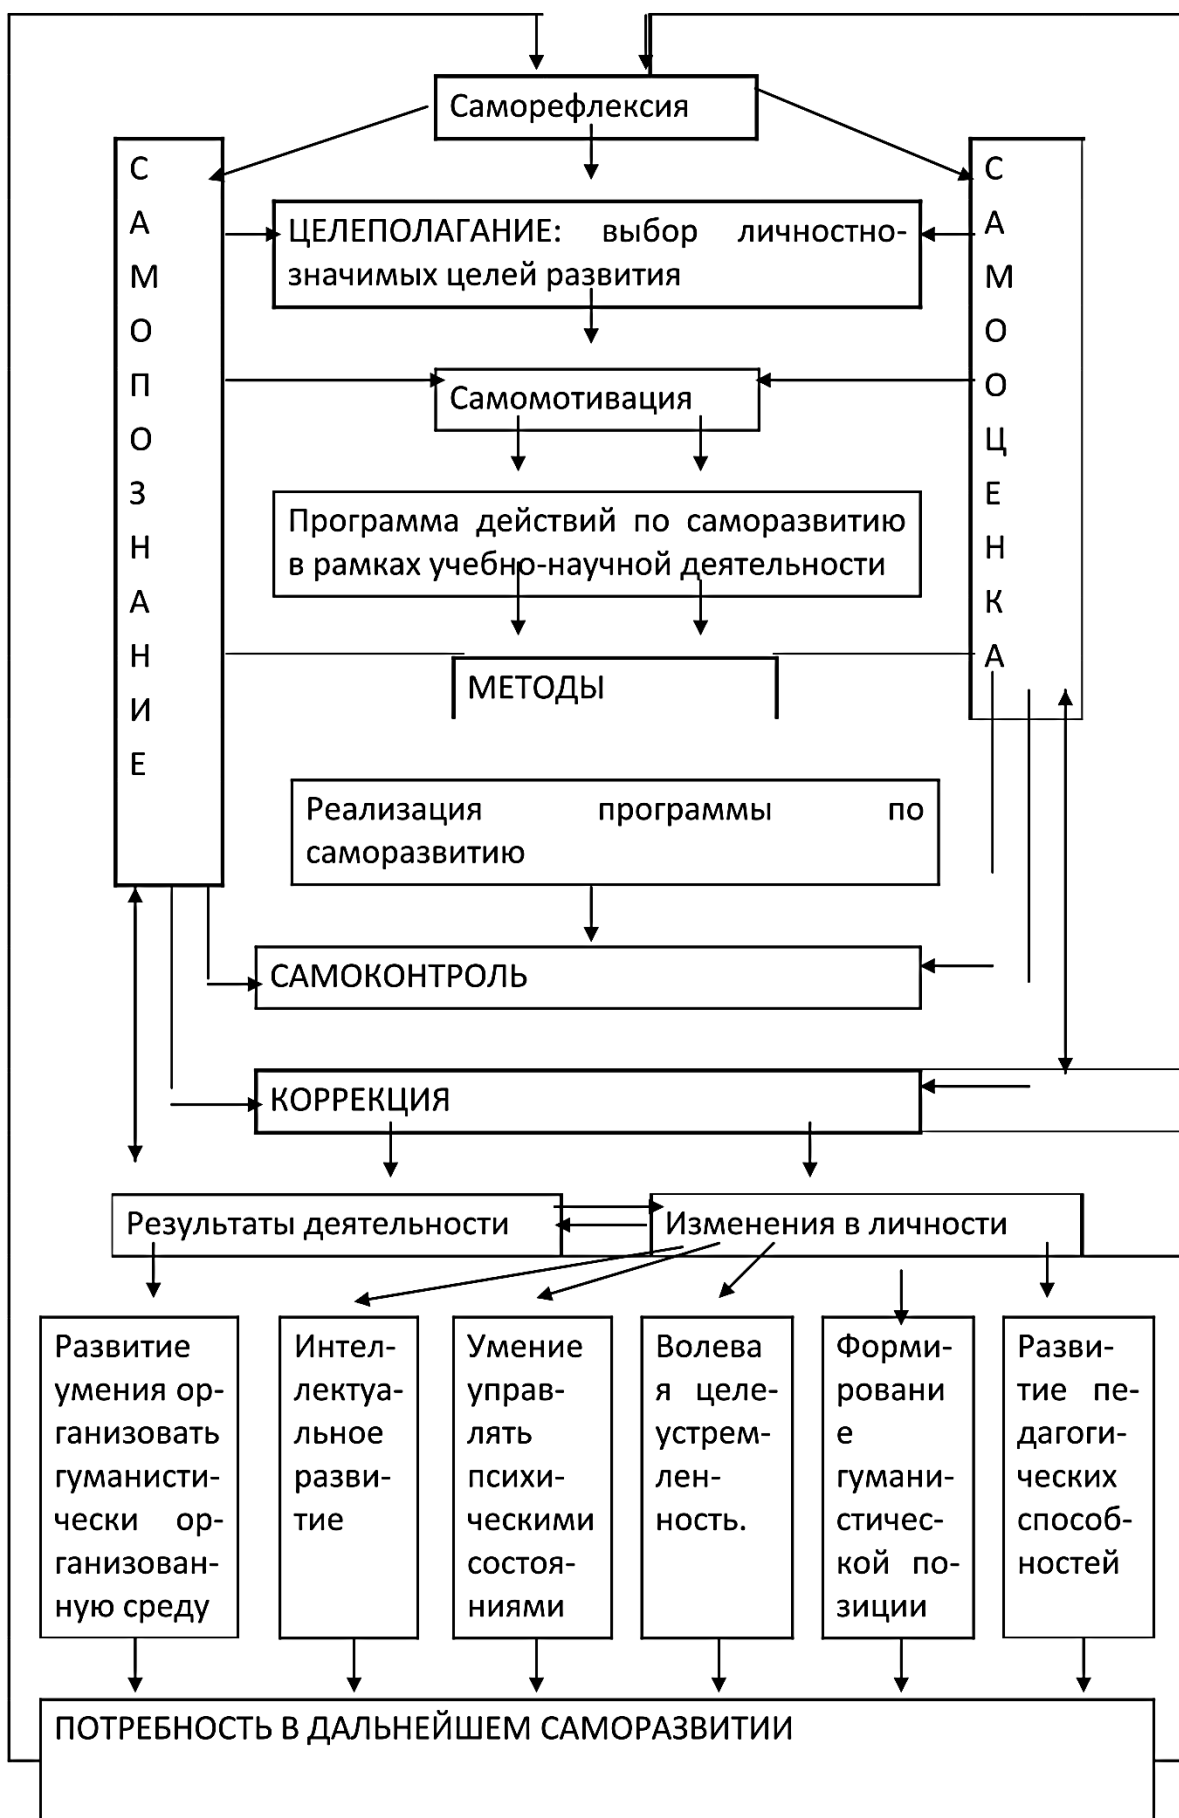 Саморефлексия
САМОПОЗНАНИЕ
САМООЦЕНКА
ЦЕЛЕПОЛАГАНИЕ: выбор личностно-
значимых целей развития
Самомотивация
Программа действий по саморазвитию
в рамках учебно-научной деятельности
МЕТОДЫ
Реализация программы по
саморазвитию
САМОКОНТРОЛЬ
КОРРЕКЦИЯ
Результаты деятельности
Изменения в личности
Развитие
умения ор-
ганизовать
гуманисти-
чески ор-
ганизован-
ную среду
Интел-
лектуа-
льное
разви-
тие
Умение
управ-
лять
психи-
ческими
состоя-
ниями
Волева
я целе-
устрем-
лен-
ность.
Форми-
ровани
е
гумани-
стичес-
кой по-
зиции
Разви-
тие пе-
дагоги-
ческих
способ-
ностей
ПОТРЕБНОСТЬ В ДАЛЬНЕЙШЕМ САМОРАЗВИТИИ